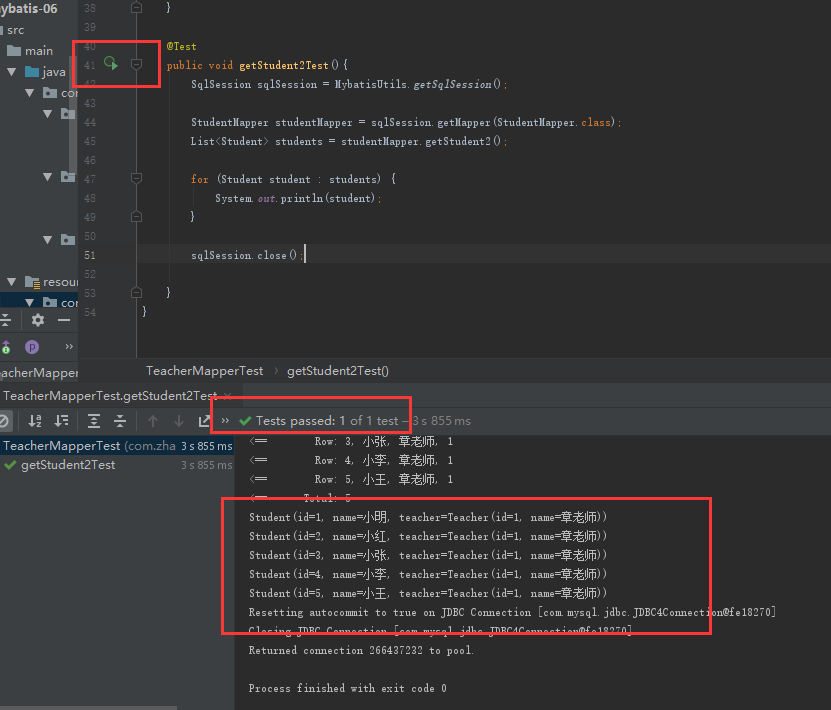 ybatis-06
src
main
java
resou
acherMapper
38 }
39
40 @Test
41 public void getStudent2Test(){
42 SqlSession sqlSession = MybatisUtils.getSqlSession();
43
44 StudentMapper studentMapper = sqlSession.getMapper(StudentMapper.class);
45 List<Student> students = studentMapper.getStudent2();
46
47 for (Student student : students) {
48 System.out.println(student);
49 }
50
51 sqlSession.close();
52
53 }
54 }
TeacherMapperTest › getStudent2Test()
TeacherMapperTest.getStudent2Test ×
» Tests passed: 1 of 1 test – 3 s 855 ms
TeacherMapperTest (com.zha 3 s 855 ms
getStudent2Test 3 s 855 ms
<== Row: 3, 小张, 章老师, 1
<== Row: 4, 小李, 章老师, 1
<== Row: 5, 小王, 章老师, 1
<== Total: 5
Student(id=1, name=小明, teacher=Teacher(id=1, name=章老师))
Student(id=2, name=小红, teacher=Teacher(id=1, name=章老师))
Student(id=3, name=小张, teacher=Teacher(id=1, name=章老师))
Student(id=4, name=小李, teacher=Teacher(id=1, name=章老师))
Student(id=5, name=小王, teacher=Teacher(id=1, name=章老师))
Resetting autocommit to true on JDBC Connection [com.mysql.jdbc.JDBC4Connection@fe18270]
Closing JDBC Connection [com.mysql.jdbc.JDBC4Connection@fe18270]
Returned connection 266437232 to pool.
Process finished with exit code 0